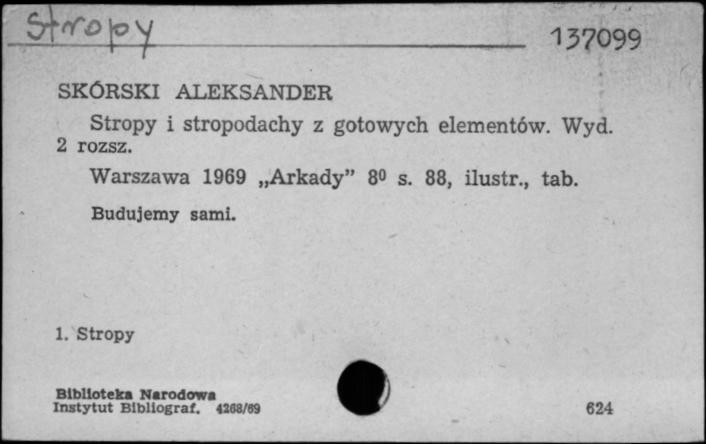 Stropy
137099
SKÓRSKI ALEKSANDER
Stropy i stropodachy z gotowych elementów. Wyd.
2 rozsz.
Warszawa 1969 „Arkady” 8⁰ s. 88, ilustr., tab.
Budujemy sami.
1. Stropy
Biblioteka Narodowa
Instytut Bibliograf. 4268/69
624